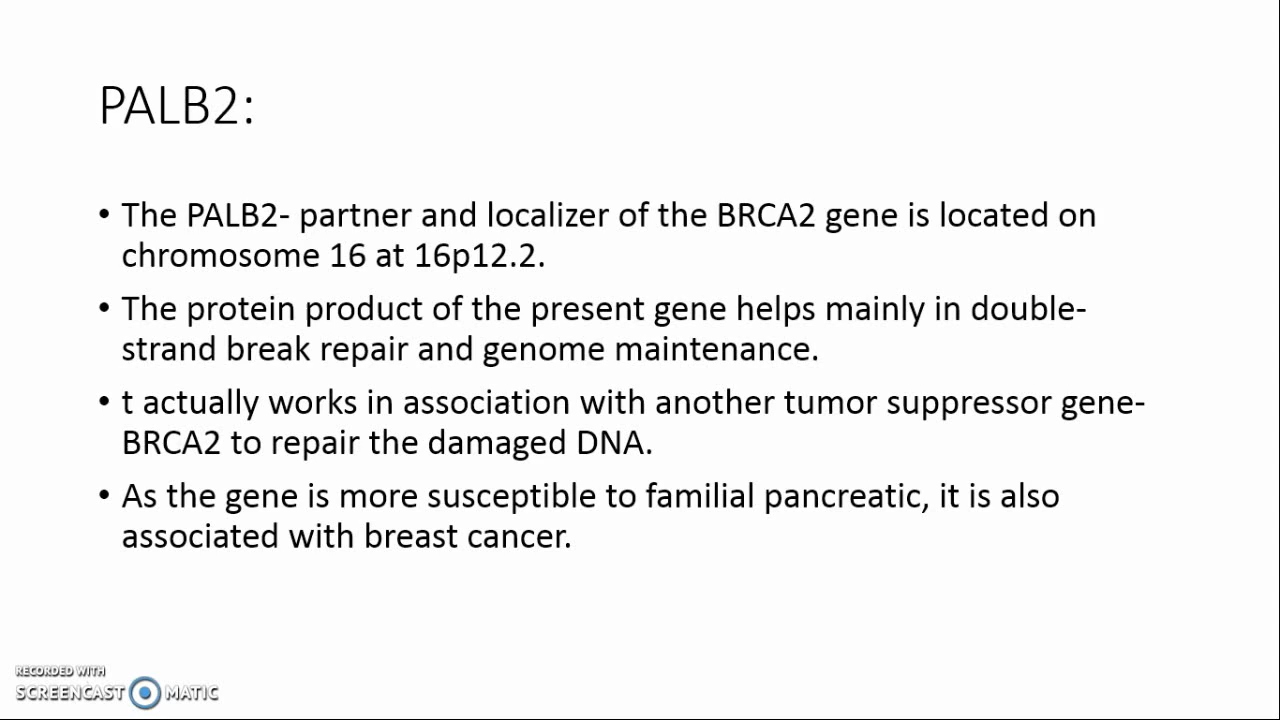 PALB2:
• The PALB2- partner and localizer of the BRCA2 gene is located on
chromosome 16 at 16p12.2.
• The protein product of the present gene helps mainly in double-
strand break repair and genome maintenance.
• t actually works in association with another tumor suppressor gene-
BRCA2 to repair the damaged DNA.
• As the gene is more susceptible to familial pancreatic, it is also
associated with breast cancer.
RECORDED WITH
SCREENCAST MATIC